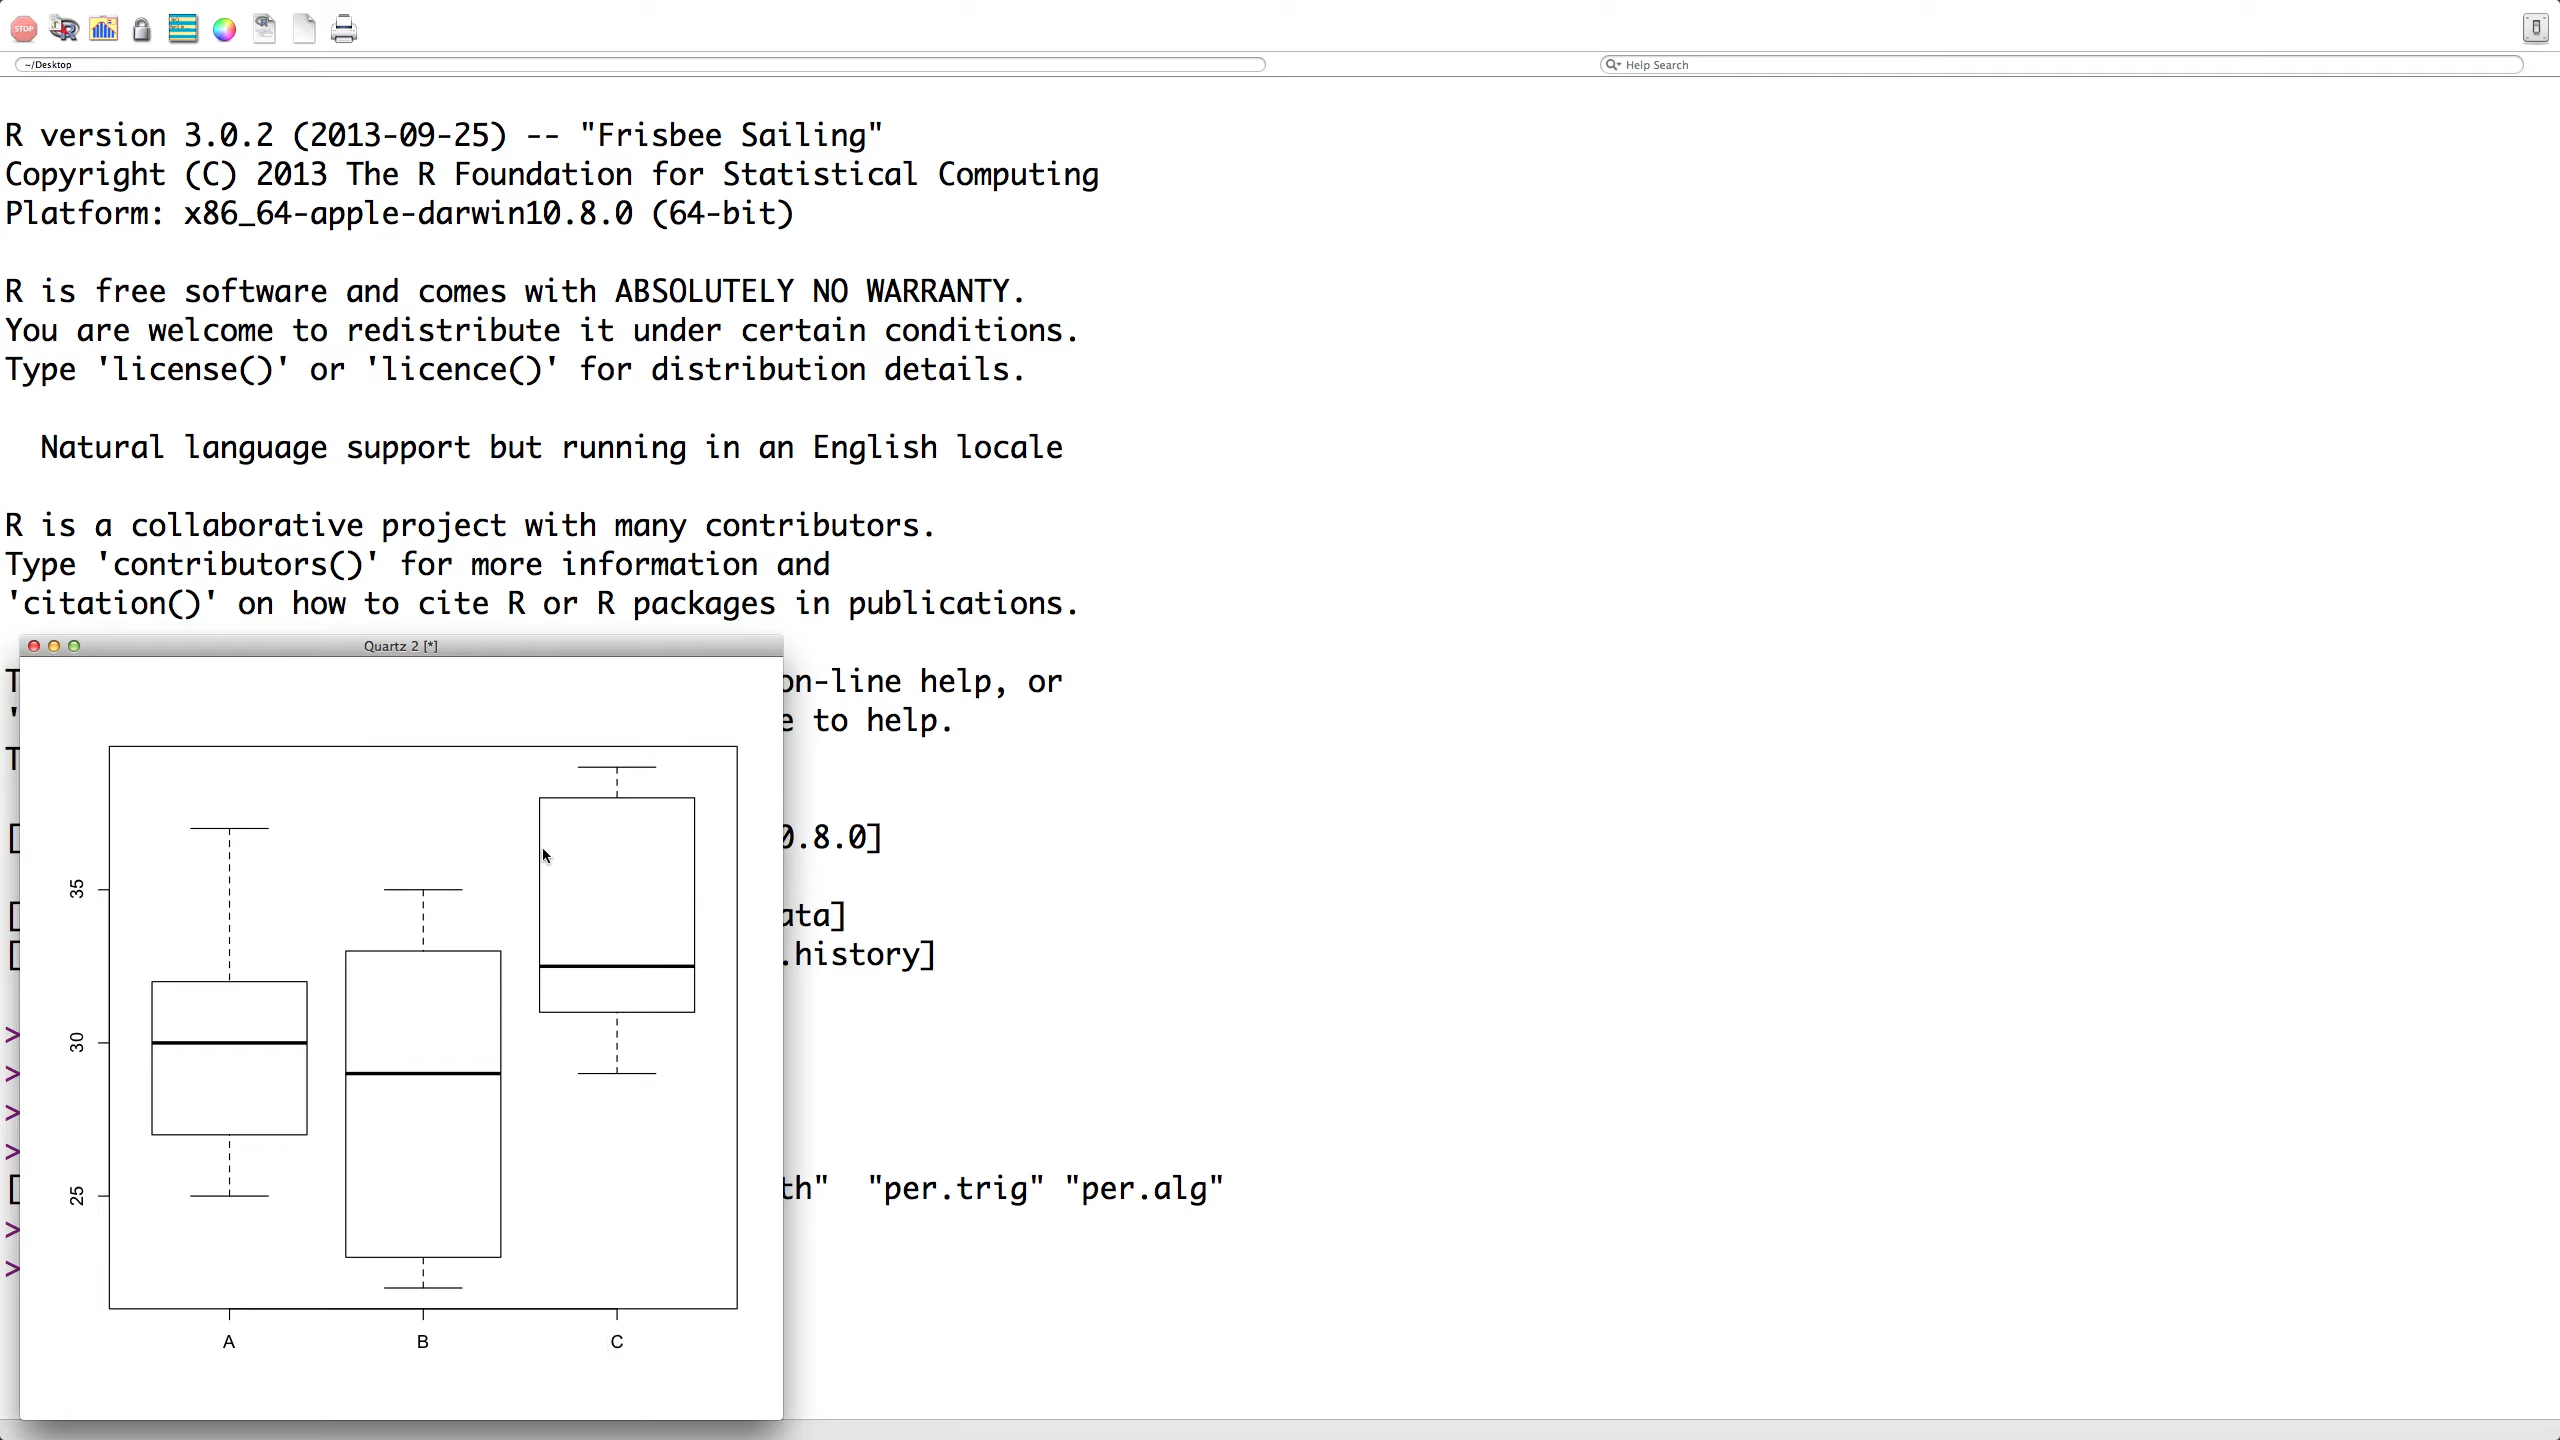 STOP
~/Desktop
Help Search
R version 3.0.2 (2013-09-25) -- "Frisbee Sailing"
Copyright (C) 2013 The R Foundation for Statistical Computing
Platform: x86_64-apple-darwin10.8.0 (64-bit)
R is free software and comes with ABSOLUTELY NO WARRANTY.
You are welcome to redistribute it under certain conditions.
Type 'license()' or 'licence()' for distribution details.
Natural language support but running in an English locale
R is a collaborative project with many contributors.
Type 'contributors()' for more information and
'citation()' on how to cite R or R packages in publications.
Quartz 2 [*]
T on-line help, or
' e to help.
T
[ 0.8.0]
[ ata]
[ .history]
>
>
>
>
[ th"  "per.trig" "per.alg"
>
>
35
30
25
A B C